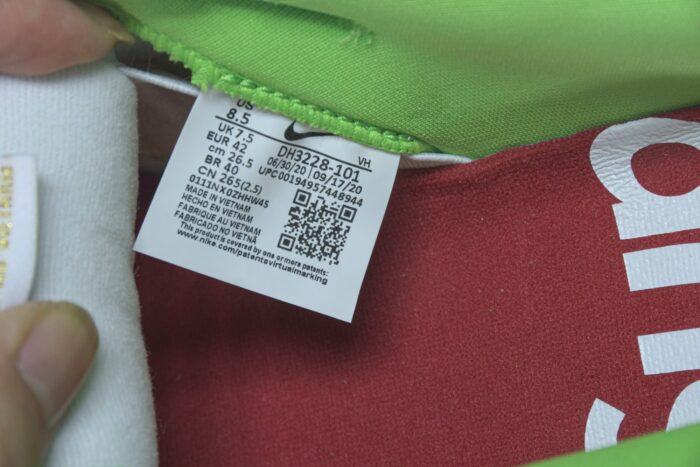 US
8.5
UK 7.5
EUR 42
cm 26.5
BR 40
CN 265(2.5)
0111NX0ZHHW45
MADE IN VIETNAM
HECHO EN VIETNAM
FABRIQUE AU VIETNAM
FABRICADO NO VIETNÃ
This product is covered by one or more patents:
www.nike.com/patentsvirtualmarking
VH
DH3228-101
06/30/20 09/17/20
UPC00194957448944
Sup